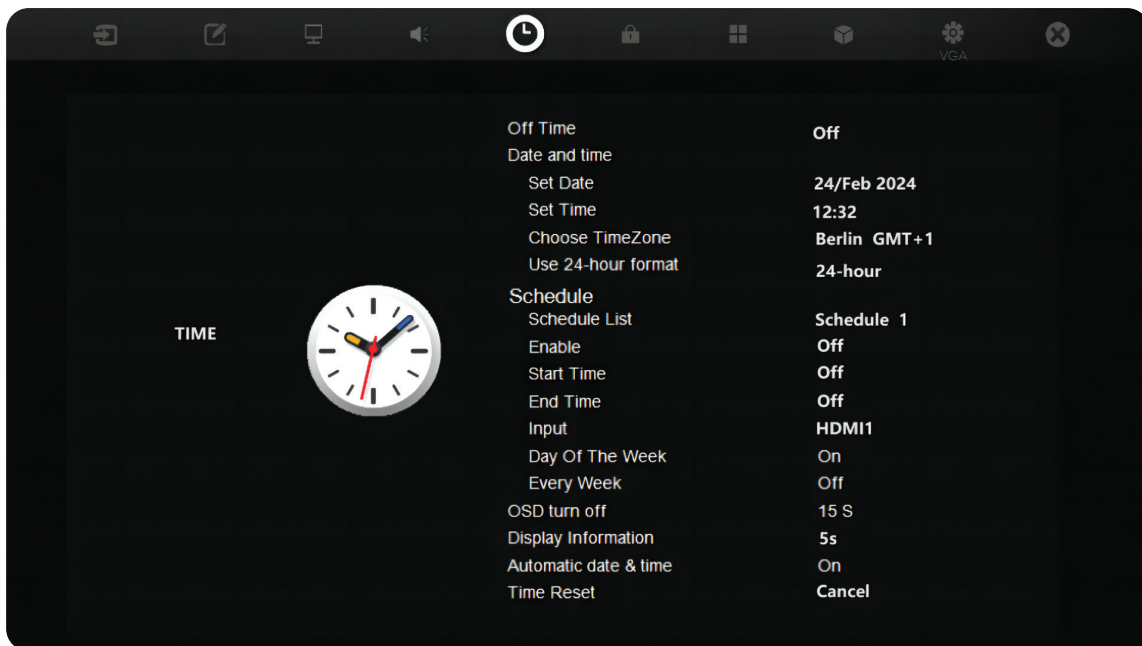 VGA
TIME
Off Time Off
Date and time
Set Date 24/Feb 2024
Set Time 12:32
Choose TimeZone Berlin GMT+1
Use 24-hour format 24-hour
Schedule
Schedule List Schedule 1
Enable Off
Start Time Off
End Time Off
Input HDMI1
Day Of The Week On
Every Week Off
OSD turn off 15 S
Display Information 5s
Automatic date & time On
Time Reset Cancel